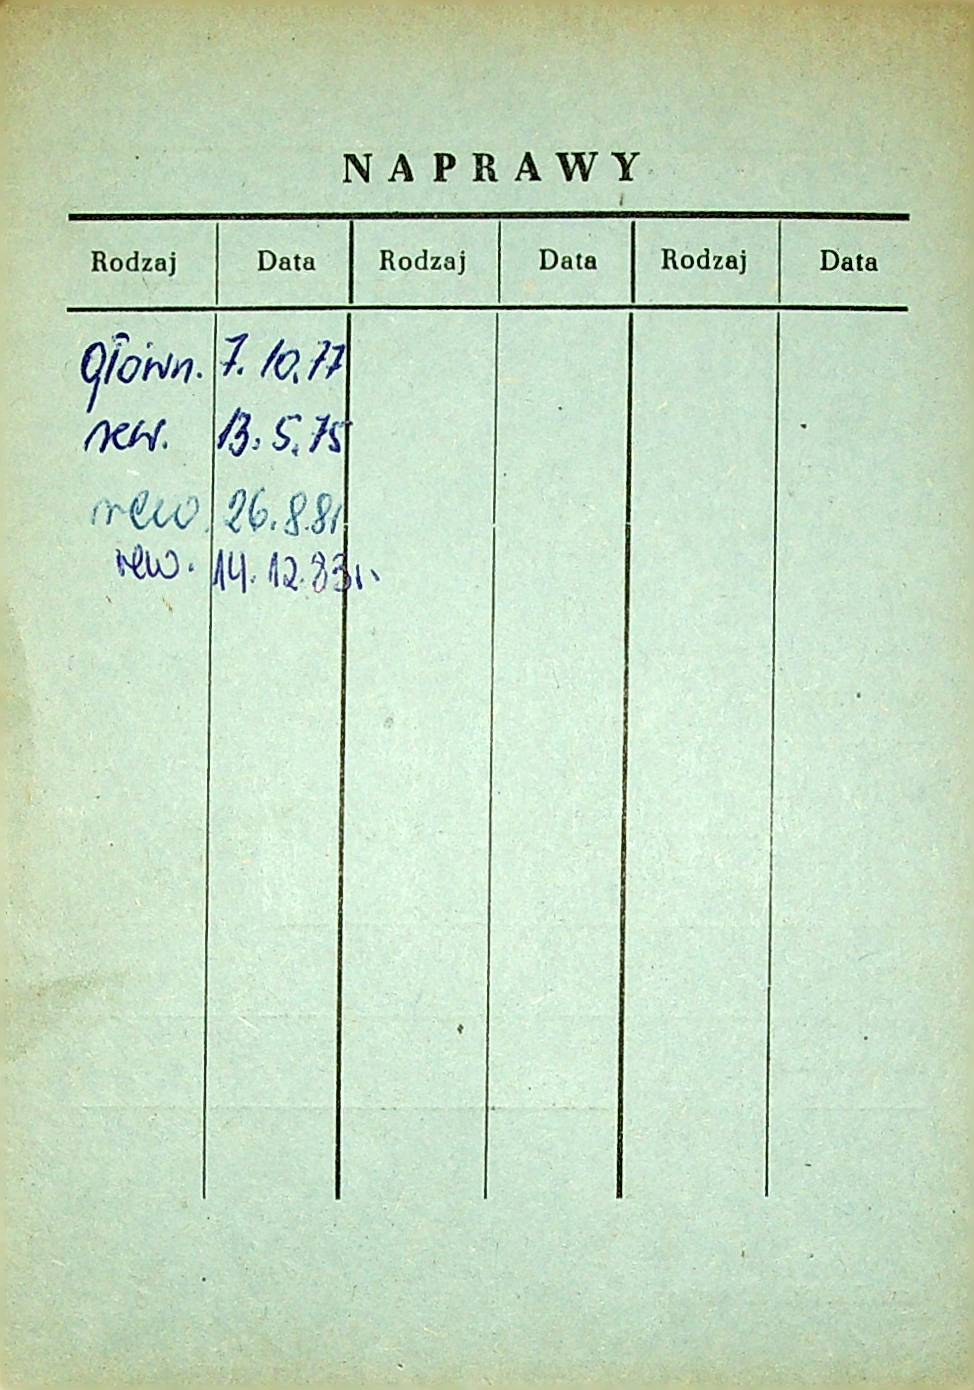 NAPRAWY
Rodzaj Data Rodzaj Data Rodzaj Data
główn. 7.10.77
rew. 13.5.75
rew. 26.8.81
rew. 14.12.83r.